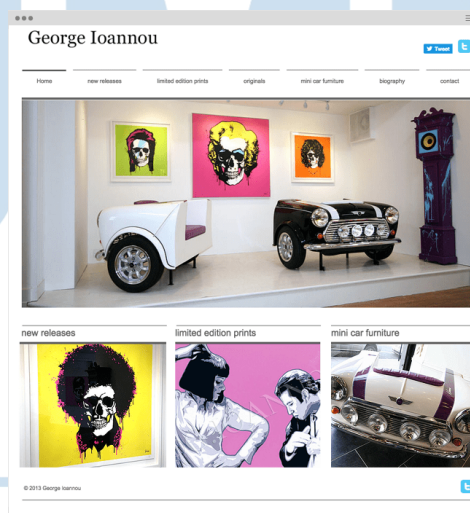 George Ioannou
Tweet
Home
new releases
limited edition prints
originals
mini car furniture
biography
contact
new releases
limited edition prints
mini car furniture
© 2013 George Ioannou